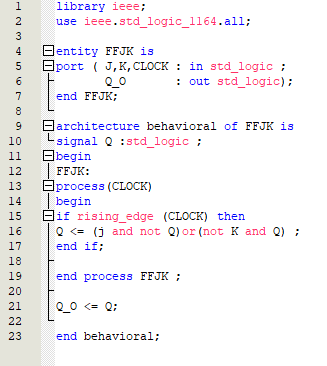 1 library ieee;
2 use ieee.std_logic_1164.all;
3
4 entity FFJK is
5 port ( J,K,CLOCK : in std_logic ;
6 Q_O : out std_logic);
7 end FFJK;
8
9 architecture behavioral of FFJK is
10 signal Q :std_logic ;
11 begin
12 FFJK:
13 process(CLOCK)
14 begin
15 if rising_edge (CLOCK) then
16 Q <= (j and not Q)or(not K and Q) ;
17 end if;
18
19 end process FFJK ;
20
21 Q_O <= Q;
22
23 end behavioral;